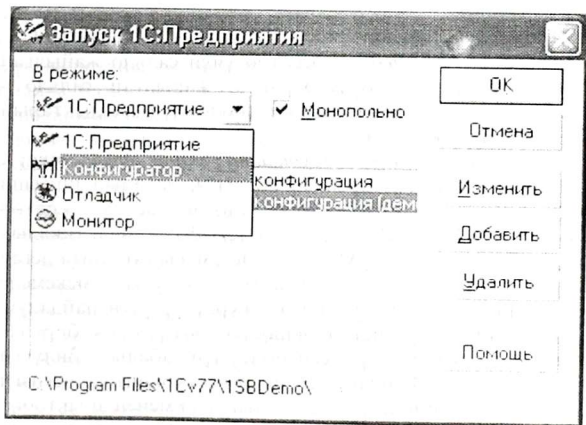 Запуск 1С:Предприятия
В режиме:
1С:Предприятие
Монопольно
1С:Предприятие
Конфигуратор
Отладчик
Монитор
конфигурация
конфигурация (дем
OK
Отмена
Изменить
Добавить
Удалить
Помощь
C:\Program Files\1Cv77\1SBDemo\